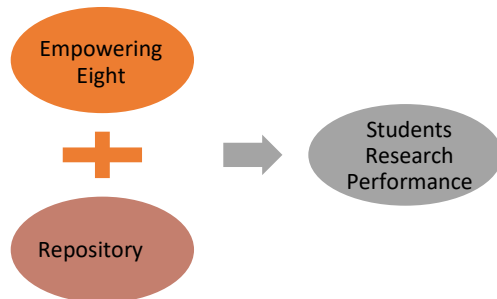 Empowering
Eight
Students
Research
Performance
Repository